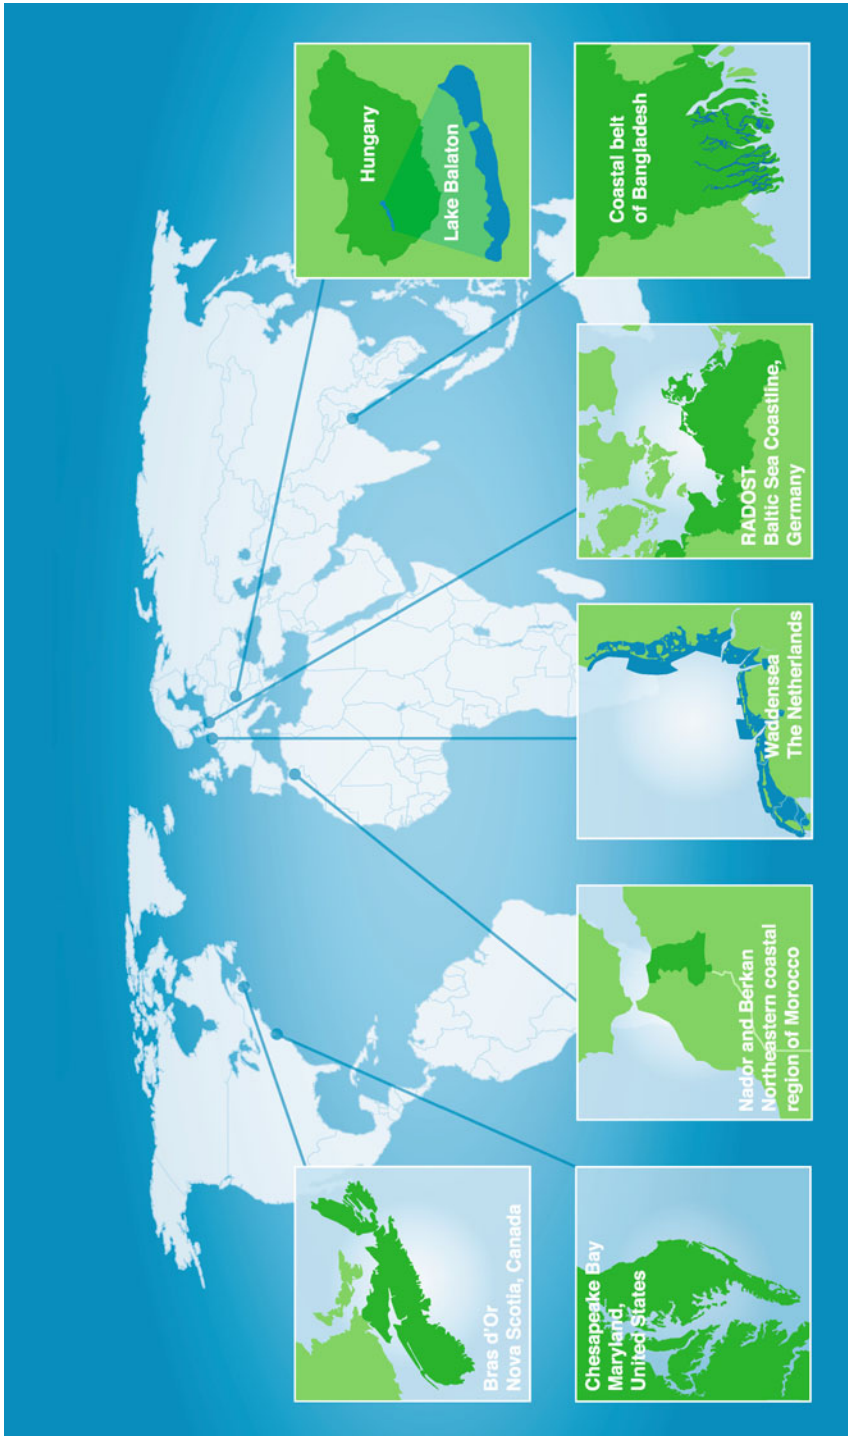 Bras d’Or
Nova Scotia, Canada
Hungary
Lake Balaton
Chesapeake Bay
Maryland,
United States
Nador and Berkan
Northeastern coastal
region of Morocco
Waddensea
The Netherlands
RADOST
Baltic Sea Coastline,
Germany
Coastal belt
of Bangladesh